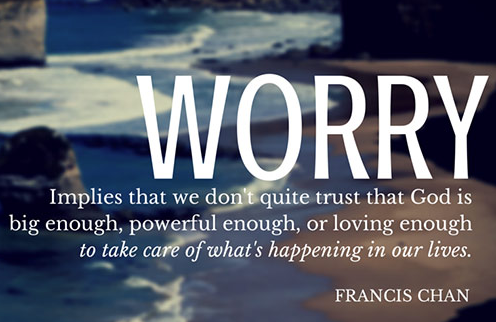 WORRY
Implies that we don't quite trust that God is
big enough, powerful enough, or loving enough
to take care of what's happening in our lives.
FRANCIS CHAN